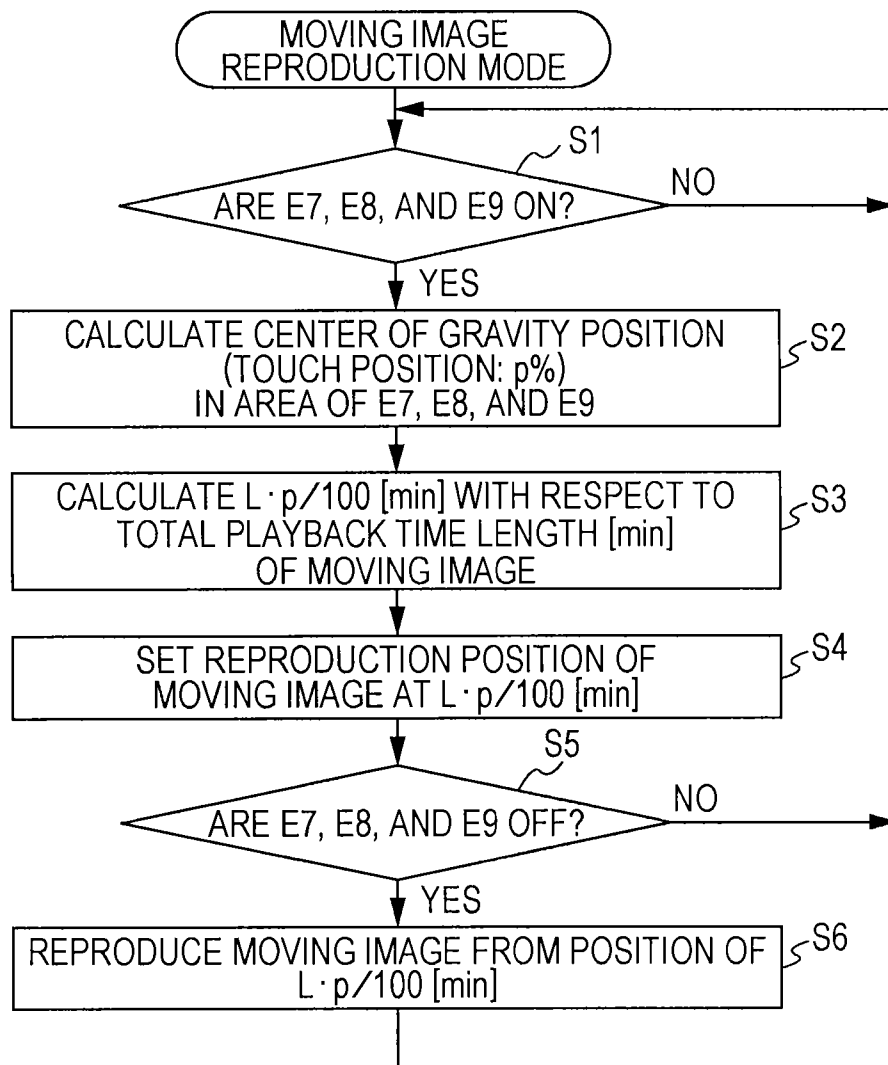 MOVING IMAGE
REPRODUCTION MODE
S1
ARE E7, E8, AND E9 ON?
NO
YES
CALCULATE CENTER OF GRAVITY POSITION
(TOUCH POSITION: p%)
IN AREA OF E7, E8, AND E9
S2
CALCULATE L·p/100 [min] WITH RESPECT TO
TOTAL PLAYBACK TIME LENGTH [min]
OF MOVING IMAGE
S3
SET REPRODUCTION POSITION OF
MOVING IMAGE AT L·p/100 [min]
S4
S5
ARE E7, E8, AND E9 OFF?
NO
YES
REPRODUCE MOVING IMAGE FROM POSITION OF
L·p/100 [min]
S6